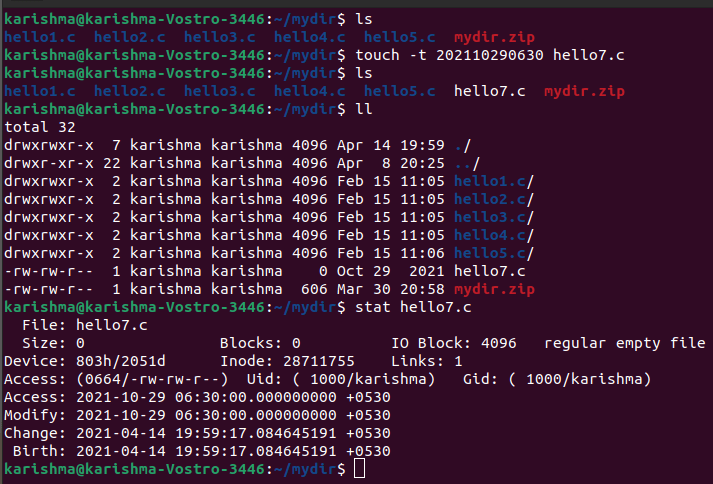 karishma@karishma-Vostro-3446:~/mydir$ ls
hello1.c  hello2.c  hello3.c  hello4.c  hello5.c  mydir.zip
karishma@karishma-Vostro-3446:~/mydir$ touch -t 202110290630 hello7.c
karishma@karishma-Vostro-3446:~/mydir$ ls
hello1.c  hello2.c  hello3.c  hello4.c  hello5.c  hello7.c  mydir.zip
karishma@karishma-Vostro-3446:~/mydir$ ll
total 32
drwxrwxr-x  7 karishma karishma 4096 Apr 14 19:59 ./
drwxr-xr-x 22 karishma karishma 4096 Apr  8 20:25 ../
drwxrwxr-x  2 karishma karishma 4096 Feb 15 11:05 hello1.c/
drwxrwxr-x  2 karishma karishma 4096 Feb 15 11:05 hello2.c/
drwxrwxr-x  2 karishma karishma 4096 Feb 15 11:05 hello3.c/
drwxrwxr-x  2 karishma karishma 4096 Feb 15 11:05 hello4.c/
drwxrwxr-x  2 karishma karishma 4096 Feb 15 11:06 hello5.c/
-rw-rw-r--  1 karishma karishma    0 Oct 29  2021 hello7.c
-rw-rw-r--  1 karishma karishma  606 Mar 30 20:58 mydir.zip
karishma@karishma-Vostro-3446:~/mydir$ stat hello7.c
  File: hello7.c
  Size: 0               Blocks: 0          IO Block: 4096   regular empty file
Device: 803h/2051d      Inode: 28711755    Links: 1
Access: (0664/-rw-rw-r--)  Uid: ( 1000/karishma)   Gid: ( 1000/karishma)
Access: 2021-10-29 06:30:00.000000000 +0530
Modify: 2021-10-29 06:30:00.000000000 +0530
Change: 2021-04-14 19:59:17.084645191 +0530
 Birth: 2021-04-14 19:59:17.084645191 +0530
karishma@karishma-Vostro-3446:~/mydir$